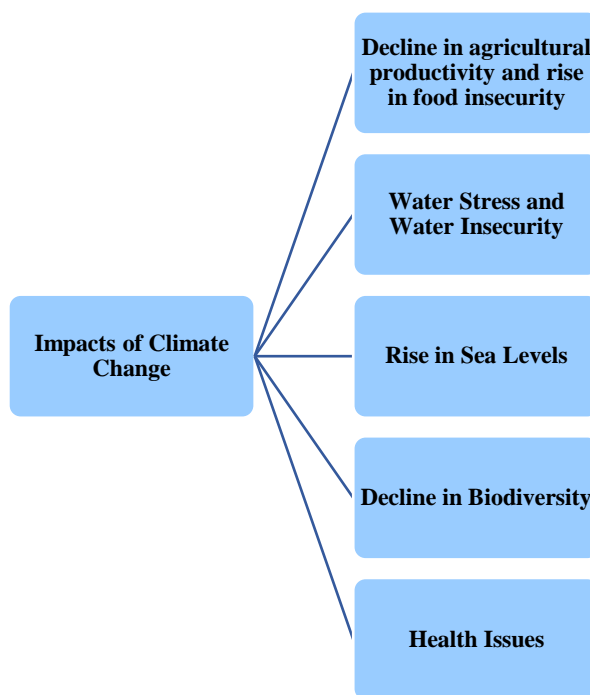 Decline in agricultural
productivity and rise
in food insecurity
Water Stress and
Water Insecurity
Impacts of Climate
Change
Rise in Sea Levels
Decline in Biodiversity
Health Issues